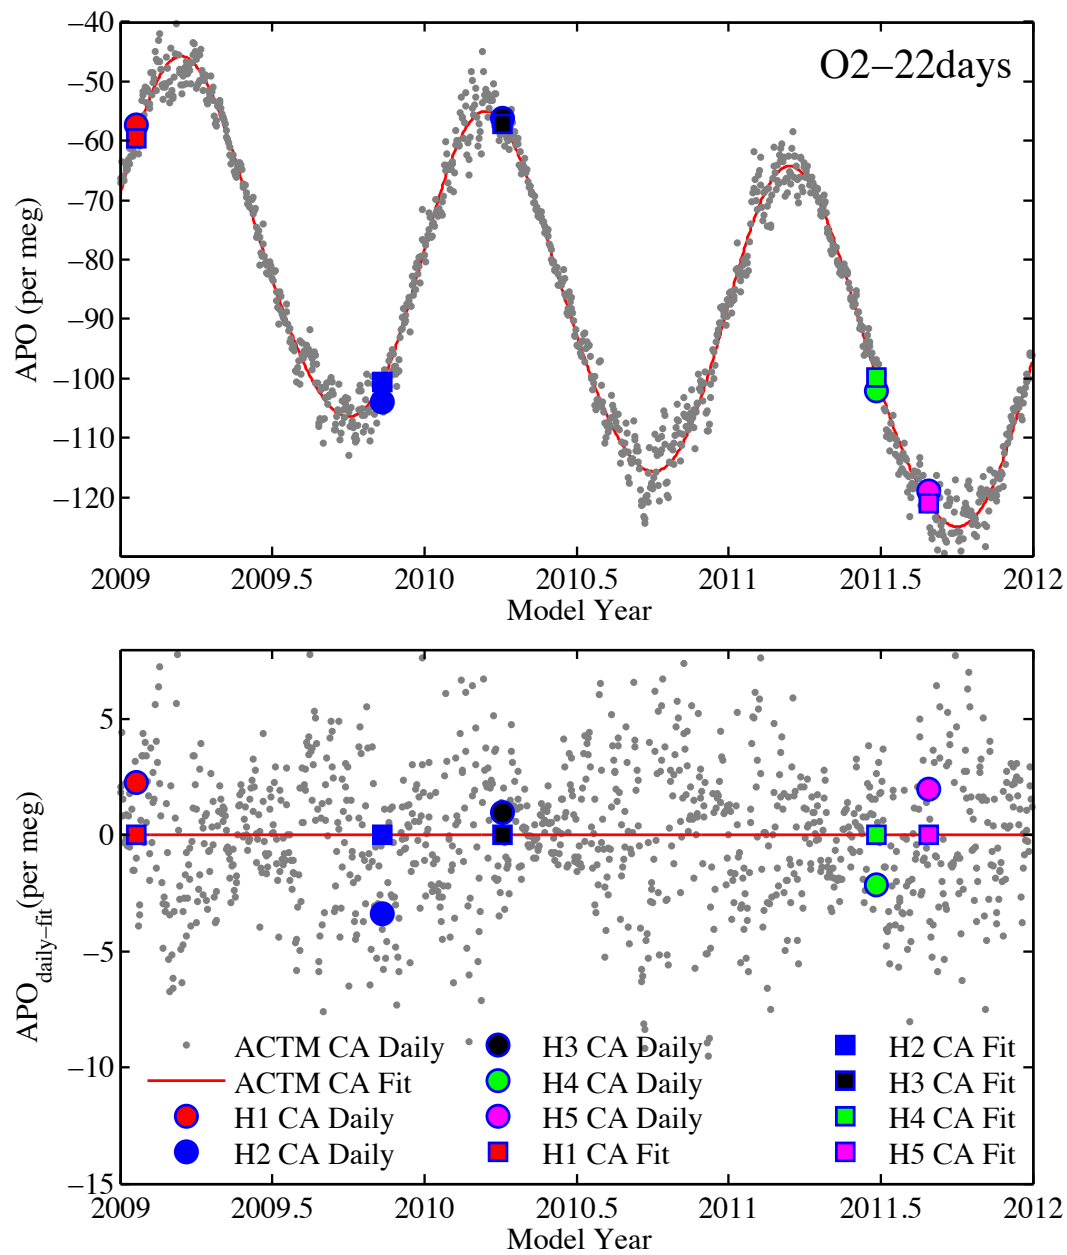 O2−22days
−40
−50
−60
−70
−80
−90
−100
−110
−120
APO (per meg)
2009 2009.5 2010 2010.5 2011 2011.5 2012
Model Year
5
0
−5
−10
−15
APO daily−fit (per meg)
ACTM CA Daily H3 CA Daily H2 CA Fit
ACTM CA Fit H4 CA Daily H3 CA Fit
H1 CA Daily H5 CA Daily H4 CA Fit
H2 CA Daily H1 CA Fit H5 CA Fit
2009 2009.5 2010 2010.5 2011 2011.5 2012
Model Year